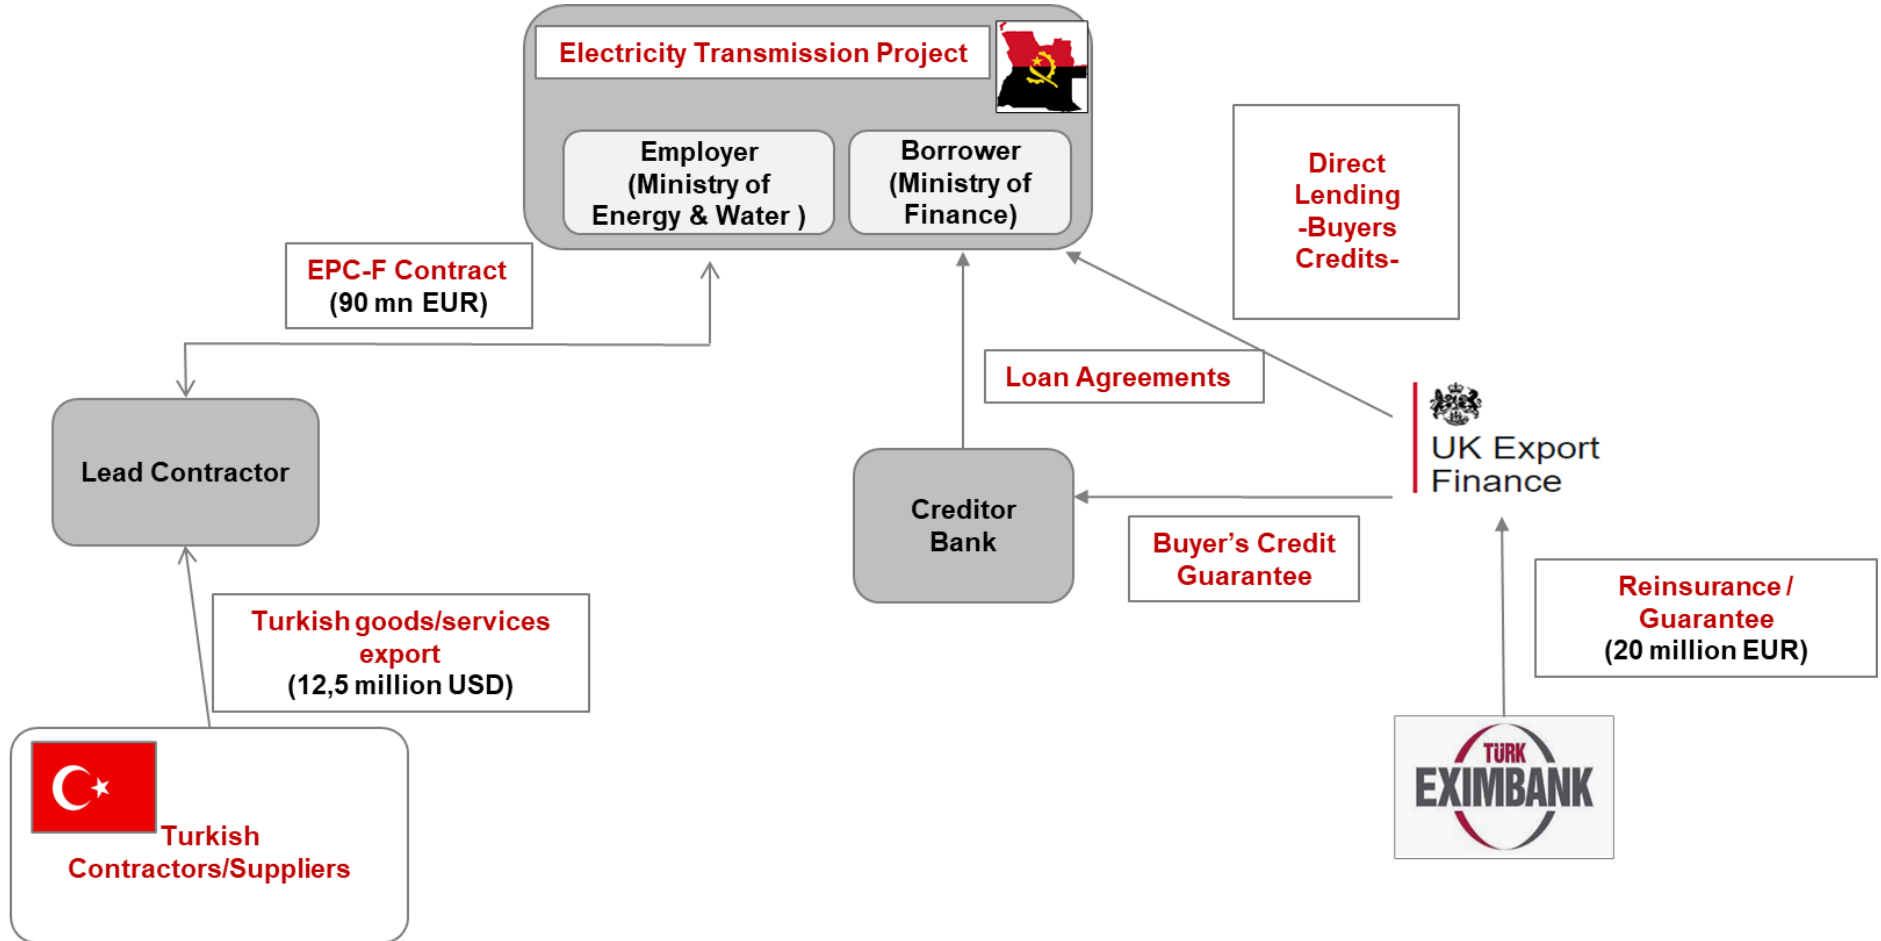 Electricity Transmission Project
Employer
(Ministry of
Energy & Water )
Borrower
(Ministry of
Finance)
Direct
Lending
-Buyers
Credits-
EPC-F Contract
(90 mn EUR)
Loan Agreements
Lead Contractor
UK Export
Finance
Creditor
Bank
Buyer’s Credit
Guarantee
Reinsurance /
Guarantee
(20 million EUR)
Turkish goods/services
export
(12,5 million USD)
TÜRK
EXIMBANK
Turkish
Contractors/Suppliers